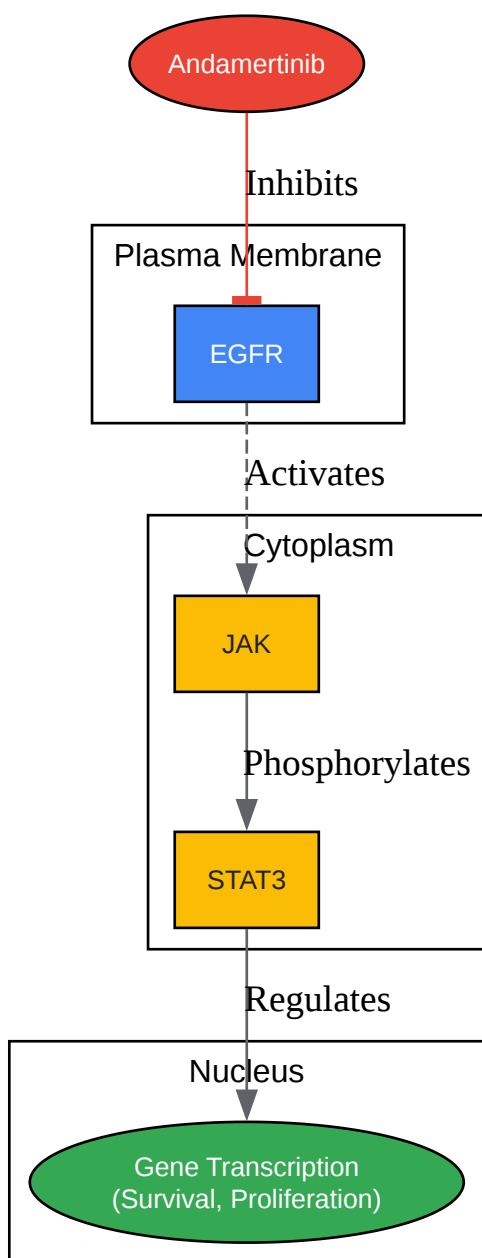 Andamertinib
Inhibits
Plasma Membrane
EGFR
Activates
Cytoplasm
JAK
Phosphorylates
STAT3
Regulates
Nucleus
Gene Transcription
(Survival, Proliferation)